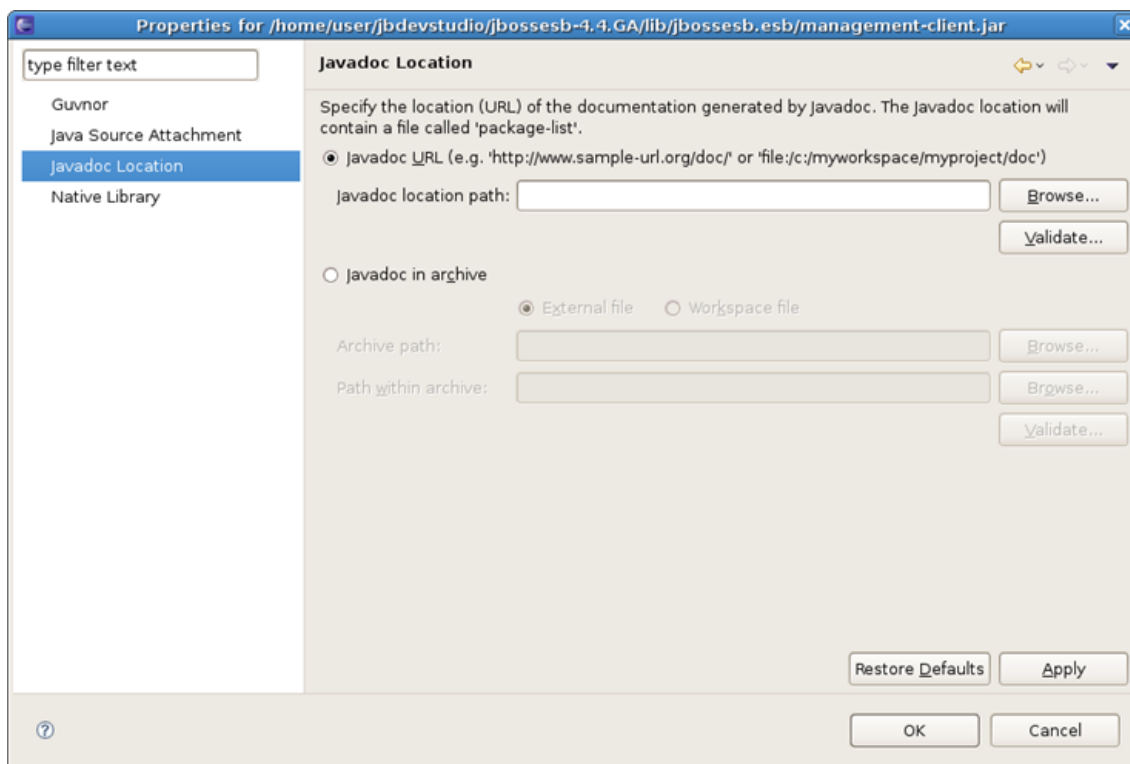 Properties for /home/user/jbdevstudio/jbossesb-4.4.GA/lib/jbossesb.esb/management-client.jar
type filter text
Guvnor
Java Source Attachment
Javadoc Location
Native Library
Javadoc Location
Specify the location (URL) of the documentation generated by Javadoc. The Javadoc location will
contain a file called 'package-list'.
Javadoc URL (e.g. 'http://www.sample-url.org/doc/' or 'file:/c:/myworkspace/myproject/doc')
Javadoc location path: Browse...
Validate...
Javadoc in archive
External file Workspace file
Archive path: Browse...
Path within archive: Browse...
Validate...
Restore Defaults Apply
OK Cancel